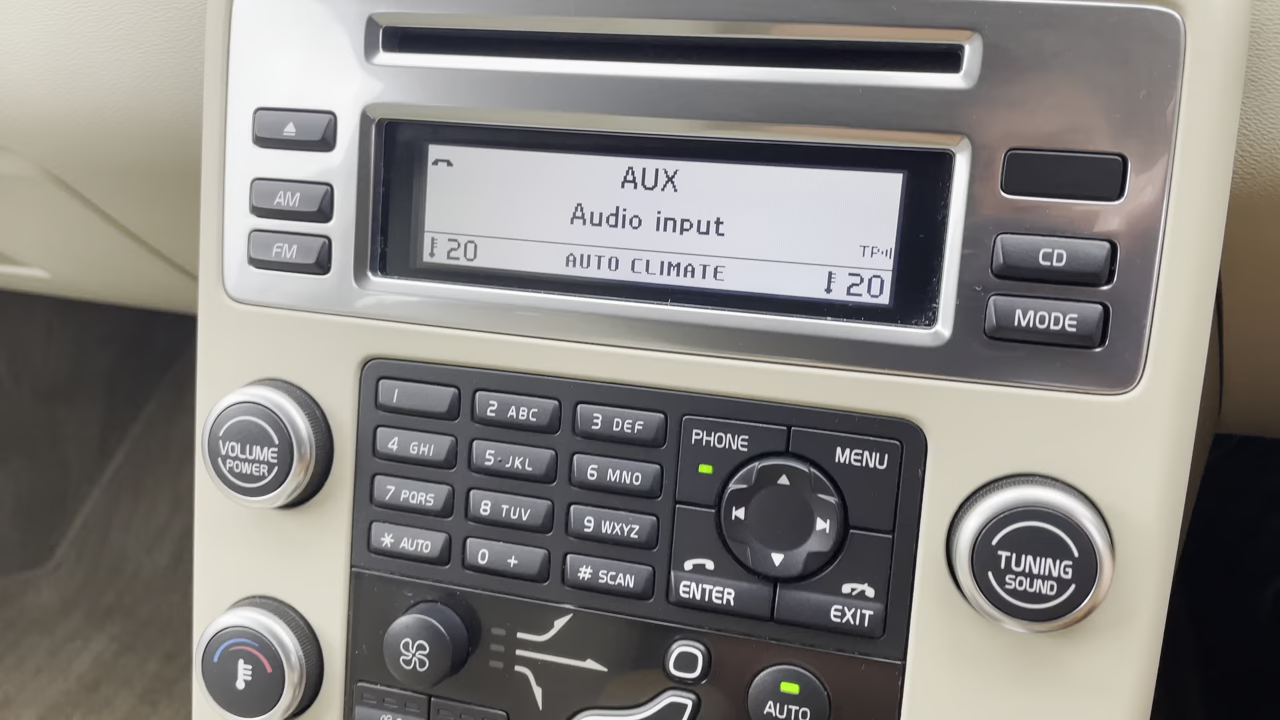 AUX
Audio input
TP
20
AUTO CLIMATE
20
AM
FM
CD
MODE
VOLUME
POWER
1
2 ABC
3 DEF
4 GHI
5 JKL
6 MNO
7 PQRS
8 TUV
9 WXYZ
* AUTO
0 +
# SCAN
PHONE
MENU
ENTER
EXIT
TUNING
SOUND
AUTO